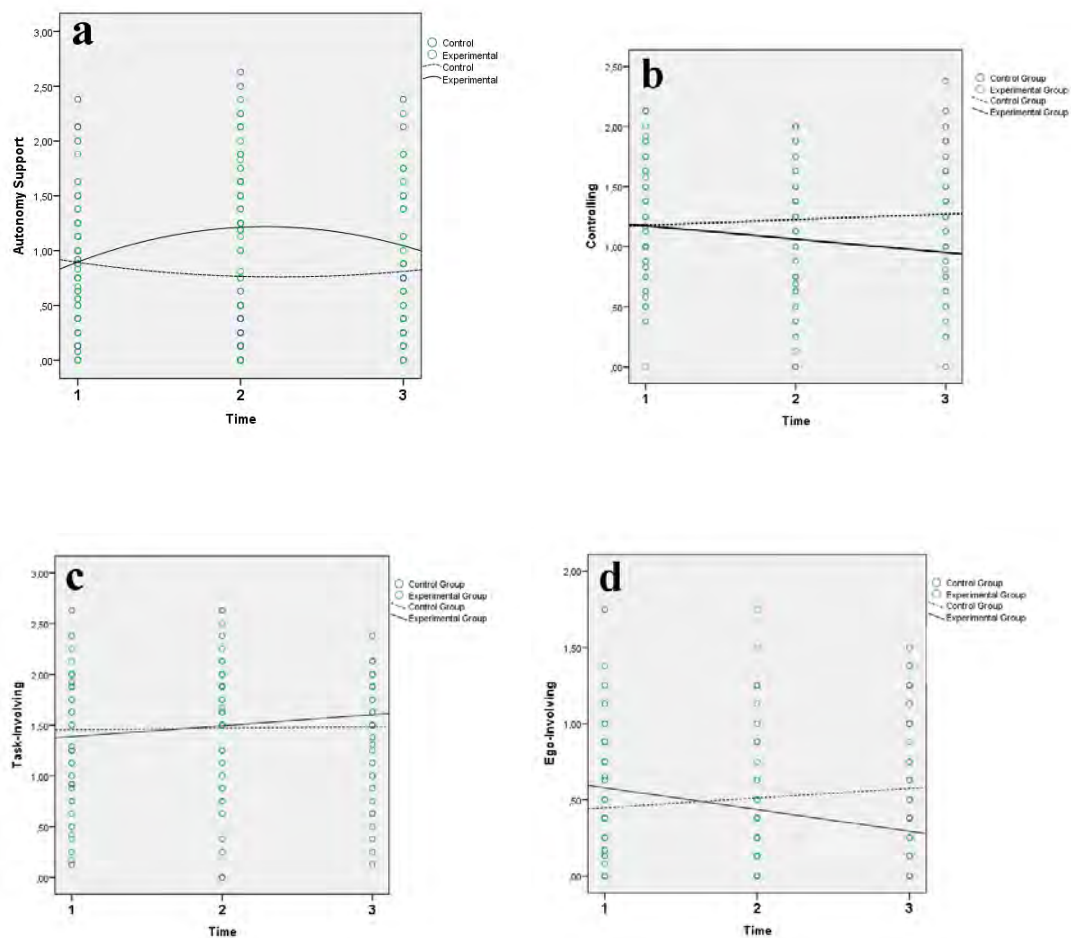 a
3,00
2,50
2,00
1,50
1,00
,50
,00
Autonomy Support
1
2
3
Time
Control
Experimental
Control
Experimental
b
2,50
2,00
1,50
1,00
,50
,00
Controlling
1
2
3
Time
Control Group
Experimental Group
Control Group
Experimental Group
c
3,00
2,50
2,00
1,50
1,00
,50
,00
Task-Involving
1
2
3
Time
Control Group
Experimental Group
Control Group
Experimental Group
d
2,00
1,50
1,00
,50
,00
Ego-Involving
1
2
3
Time
Control Group
Experimental Group
Control Group
Experimental Group